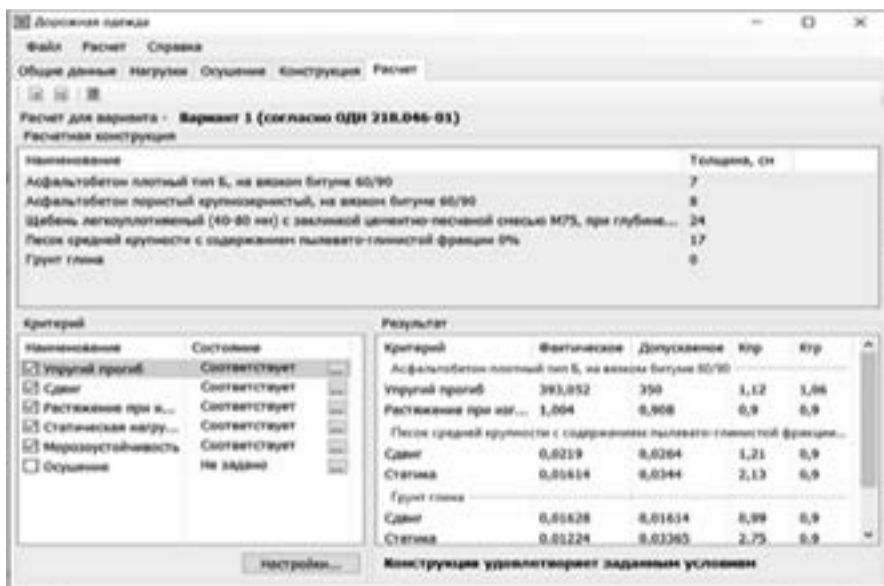 Дорожная одежда
Файл Расчет Справка
Общие данные Нагрузки Осушение Конструкция Расчет
Расчет для варианта - Вариант 1 (согласно ОДН 218.046-01)
Расчетная конструкция
Наименование Толщина, см
Асфальтобетон плотный тип Б, на вязком битуме 60/90 7
Асфальтобетон пористый крупнозернистый, на вязком битуме 60/90 8
Щебень легкоуплотняемый (40-80 мм) с заклинкой цементно-песчаной смесью М75, при глубине... 24
Песок средней крупности с содержанием пылевато-глинистой фракции 0% 17
Грунт глина 0
Критерий
Наименование Состояние
Упругий прогиб Соответствует ...
Сдвиг Соответствует ...
Растяжение при и... Соответствует ...
Статическая нагру... Соответствует ...
Морозоустойчивость Соответствует ...
Осушение Не задано ...
Настройки...
Результат
Критерий Фактическое Допускаемое Кпр Ктр
Асфальтобетон плотный тип Б, на вязком битуме 60/90
Упругий прогиб 393,052 350 1,12 1,06
Растяжение при изг... 1,004 0,908 0,9 0,9
Песок средней крупности с содержанием пылевато-глинистой фракции...
Сдвиг 0,0219 0,0264 1,21 0,9
Статика 0,01614 0,0344 2,13 0,9
Грунт глина
Сдвиг 0,01628 0,01614 0,99 0,9
Статика 0,01224 0,03365 2,75 0,9
Конструкция удовлетворяет заданным условиям